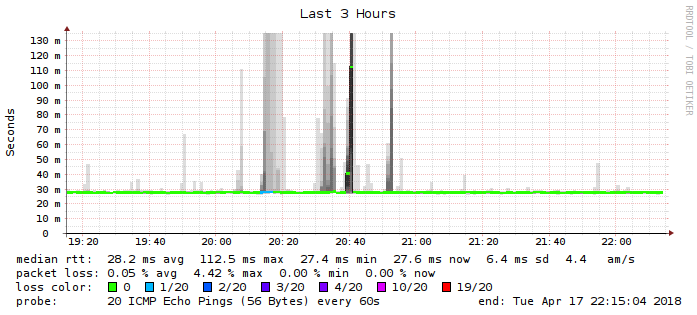 Last 3 Hours
RRDTOOL / TOBI OETIKER
Seconds
130 m
120 m
110 m
100 m
90 m
80 m
70 m
60 m
50 m
40 m
30 m
20 m
10 m
0
19:20 19:40 20:00 20:20 20:40 21:00 21:20 21:40 22:00
median rtt: 28.2 ms avg 112.5 ms max 27.4 ms min 27.6 ms now 6.4 ms sd 4.4 am/s
packet loss: 0.05 % avg 4.42 % max 0.00 % min 0.00 % now
loss color: 0 1/20 2/20 3/20 4/20 10/20 19/20
probe: 20 ICMP Echo Pings (56 Bytes) every 60s end: Tue Apr 17 22:15:04 2018